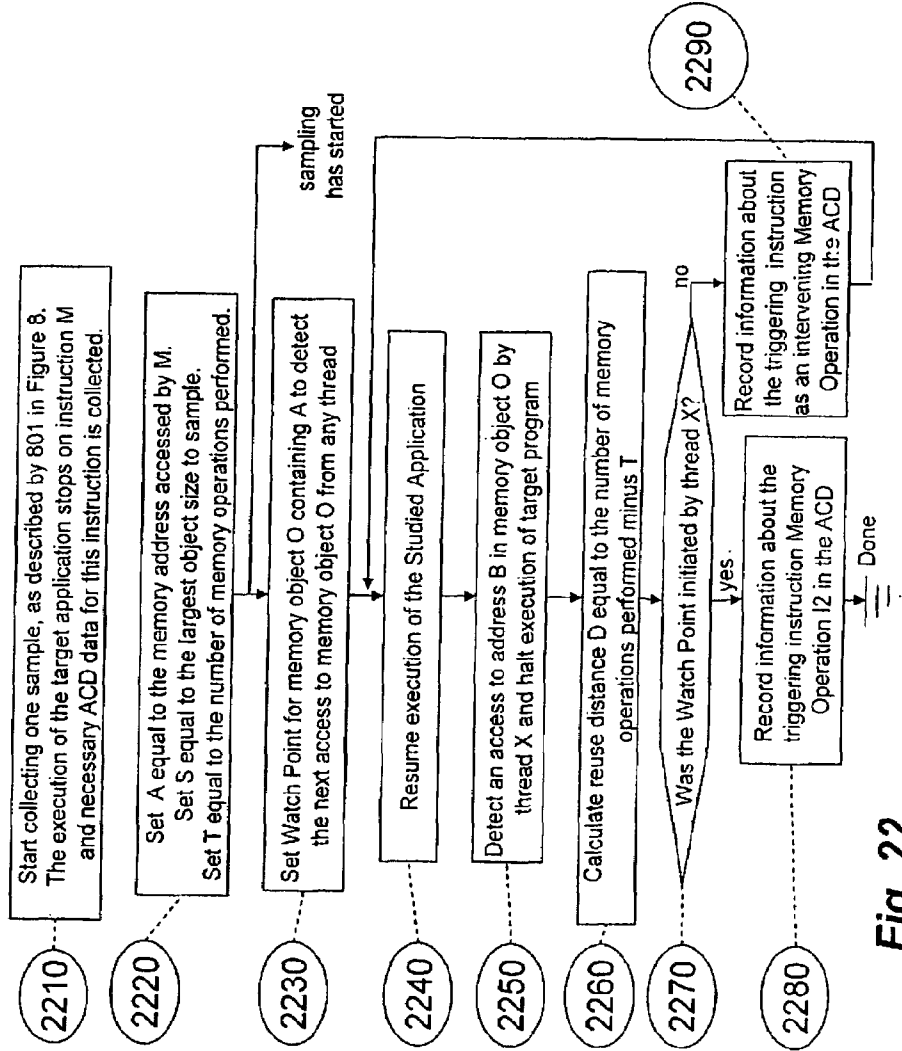 2210
Start collecting one sample, as described by 801 in Figure 8.
The execution of the target application stops on instruction M
and necessary ACD data for this instruction is collected.
2220
Set A equal to the memory address accessed by M.
Set S equal to the largest object size to sample.
Set T equal to the number of memory operations performed.
sampling
has started
2230
Set Watch Point for memory object O containing A to detect
the next access to memory object O from any thread
2240
Resume execution of the Studied Application
2250
Detect an access to address B in memory object O by
thread X and halt execution of target program
2260
Calculate reuse distance D equal to the number of memory
operations performed minus T
2270
Was the Watch Point initiated by thread X?
no
yes
2280
Record information about the
triggering instruction Memory
Operation I2 in the ACD
2290
Record information about
the triggering instruction
as an intervening Memory
Operation in the ACD
Done
Fig. 22